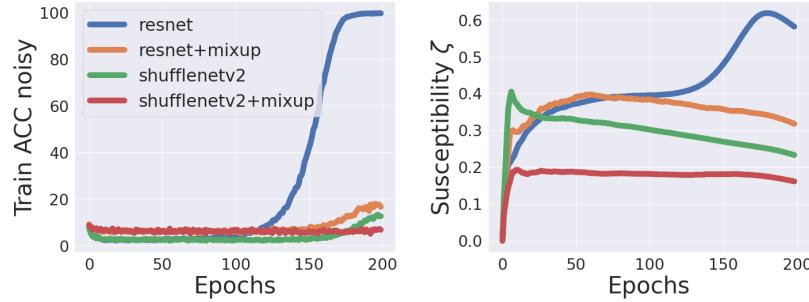 100
80
60
40
20
0
Train ACC noisy
resnet
resnet+mixup
shufflenetv2
shufflenetv2+mixup
0 50 100 150 200
Epochs
0.6
0.5
0.4
0.3
0.2
0.1
0.0
Susceptibility ζ
0 50 100 150 200
Epochs